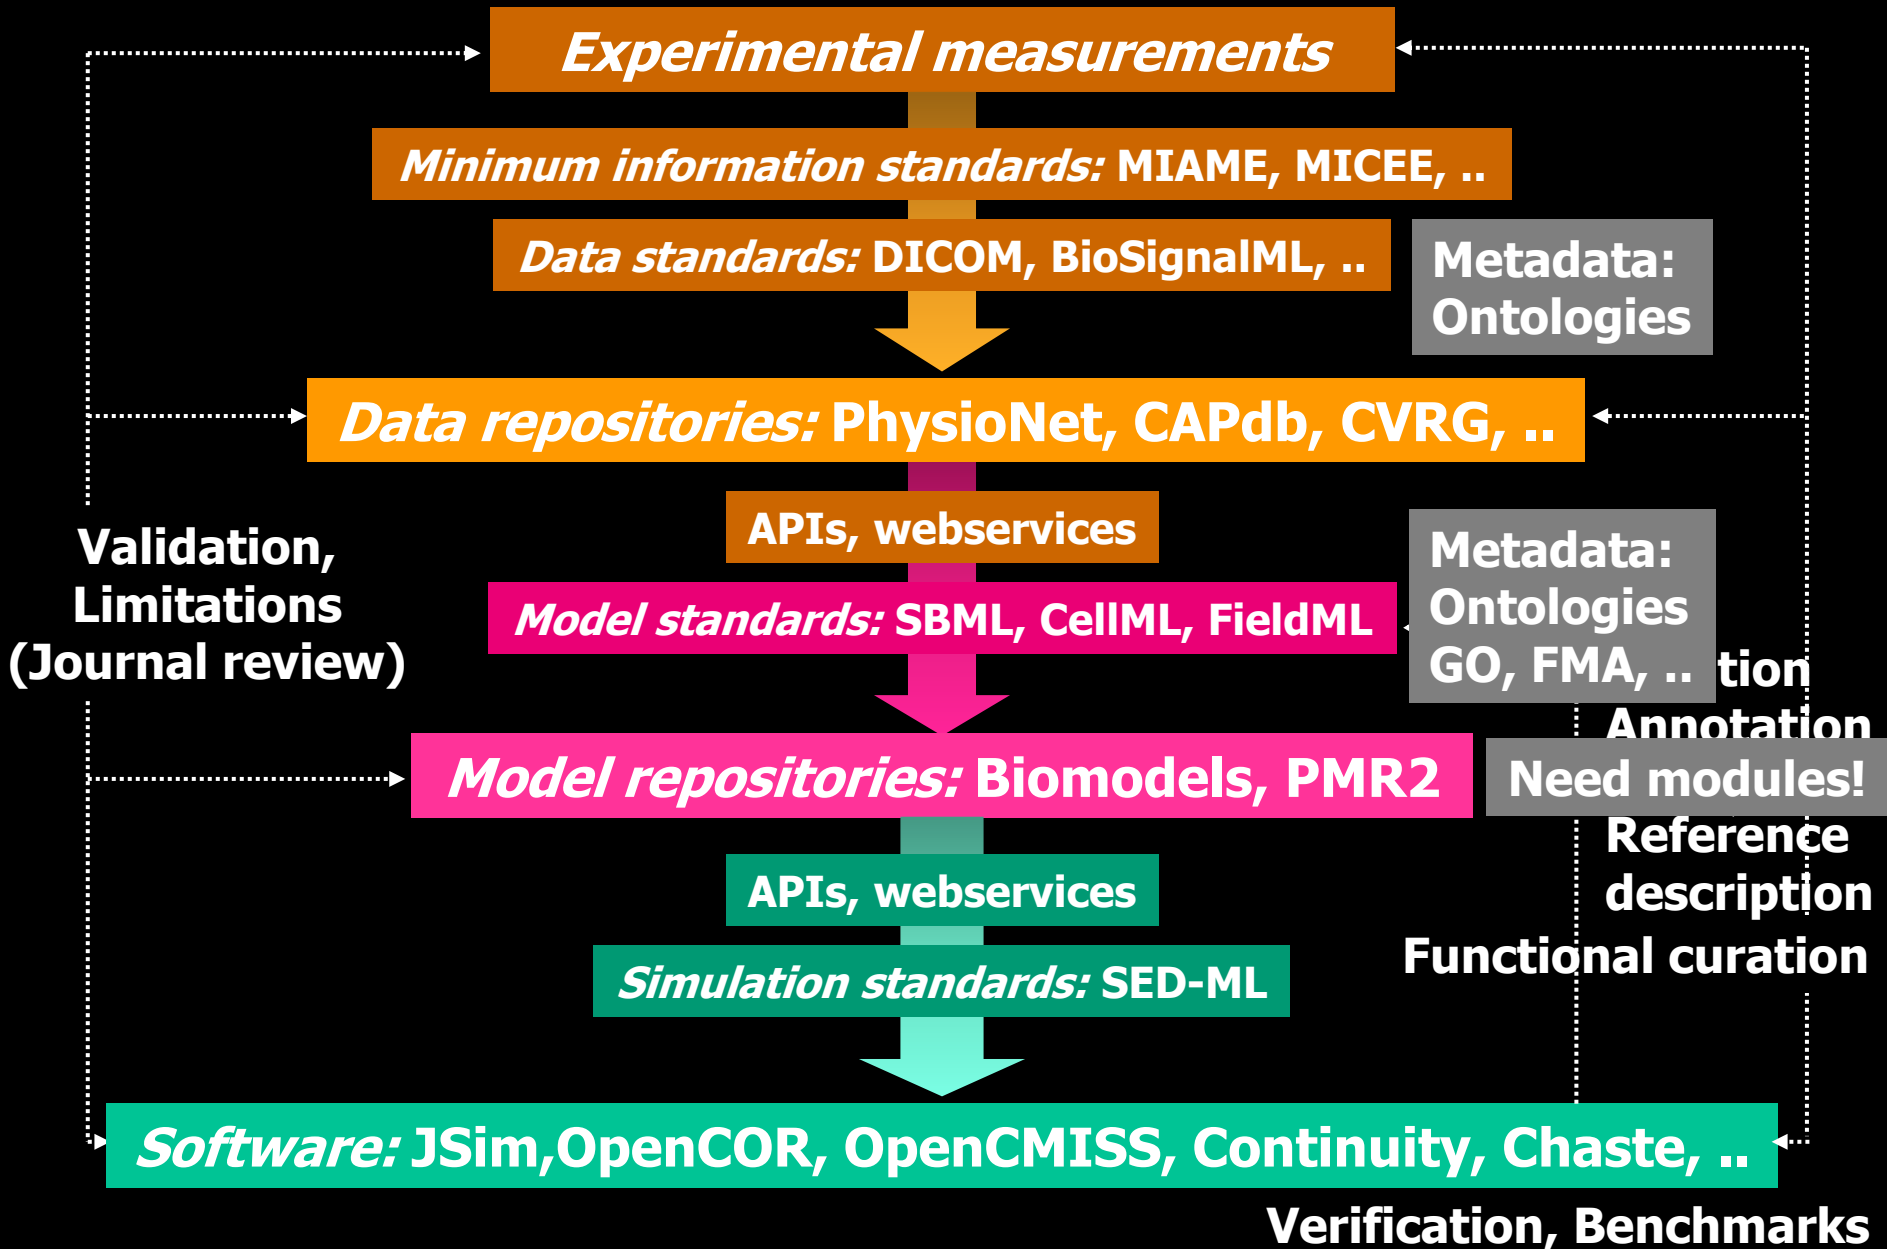 Experimental measurements
Minimum information standards: MIAME, MICEE, ..
Data standards: DICOM, BioSignalML, ..
Metadata:
Ontologies
Data repositories: PhysioNet, CAPdb, CVRG, ..
APIs, webservices
Validation,
Limitations
(Journal review)
Metadata:
Ontologies
GO, FMA, ..
Model standards: SBML, CellML, FieldML
tion
Annotation
Model repositories: Biomodels, PMR2
Need modules!
Reference
description
APIs, webservices
Functional curation
Simulation standards: SED-ML
Software: JSim,OpenCOR, OpenCMISS, Continuity, Chaste, ..
Verification, Benchmarks